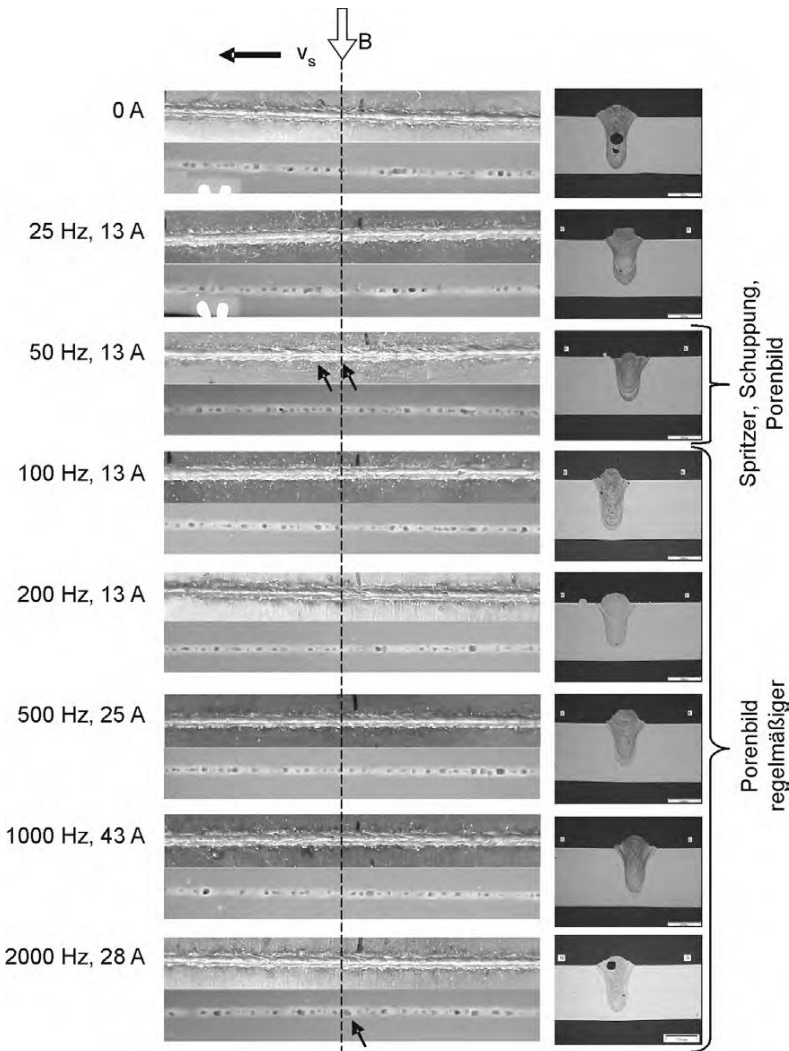 B
vs
0 A
25 Hz, 13 A
50 Hz, 13 A
100 Hz, 13 A
200 Hz, 13 A
500 Hz, 25 A
1000 Hz, 43 A
2000 Hz, 28 A
Spritzer, Schuppung,
Porenbild
Porenbild
regelmäßiger